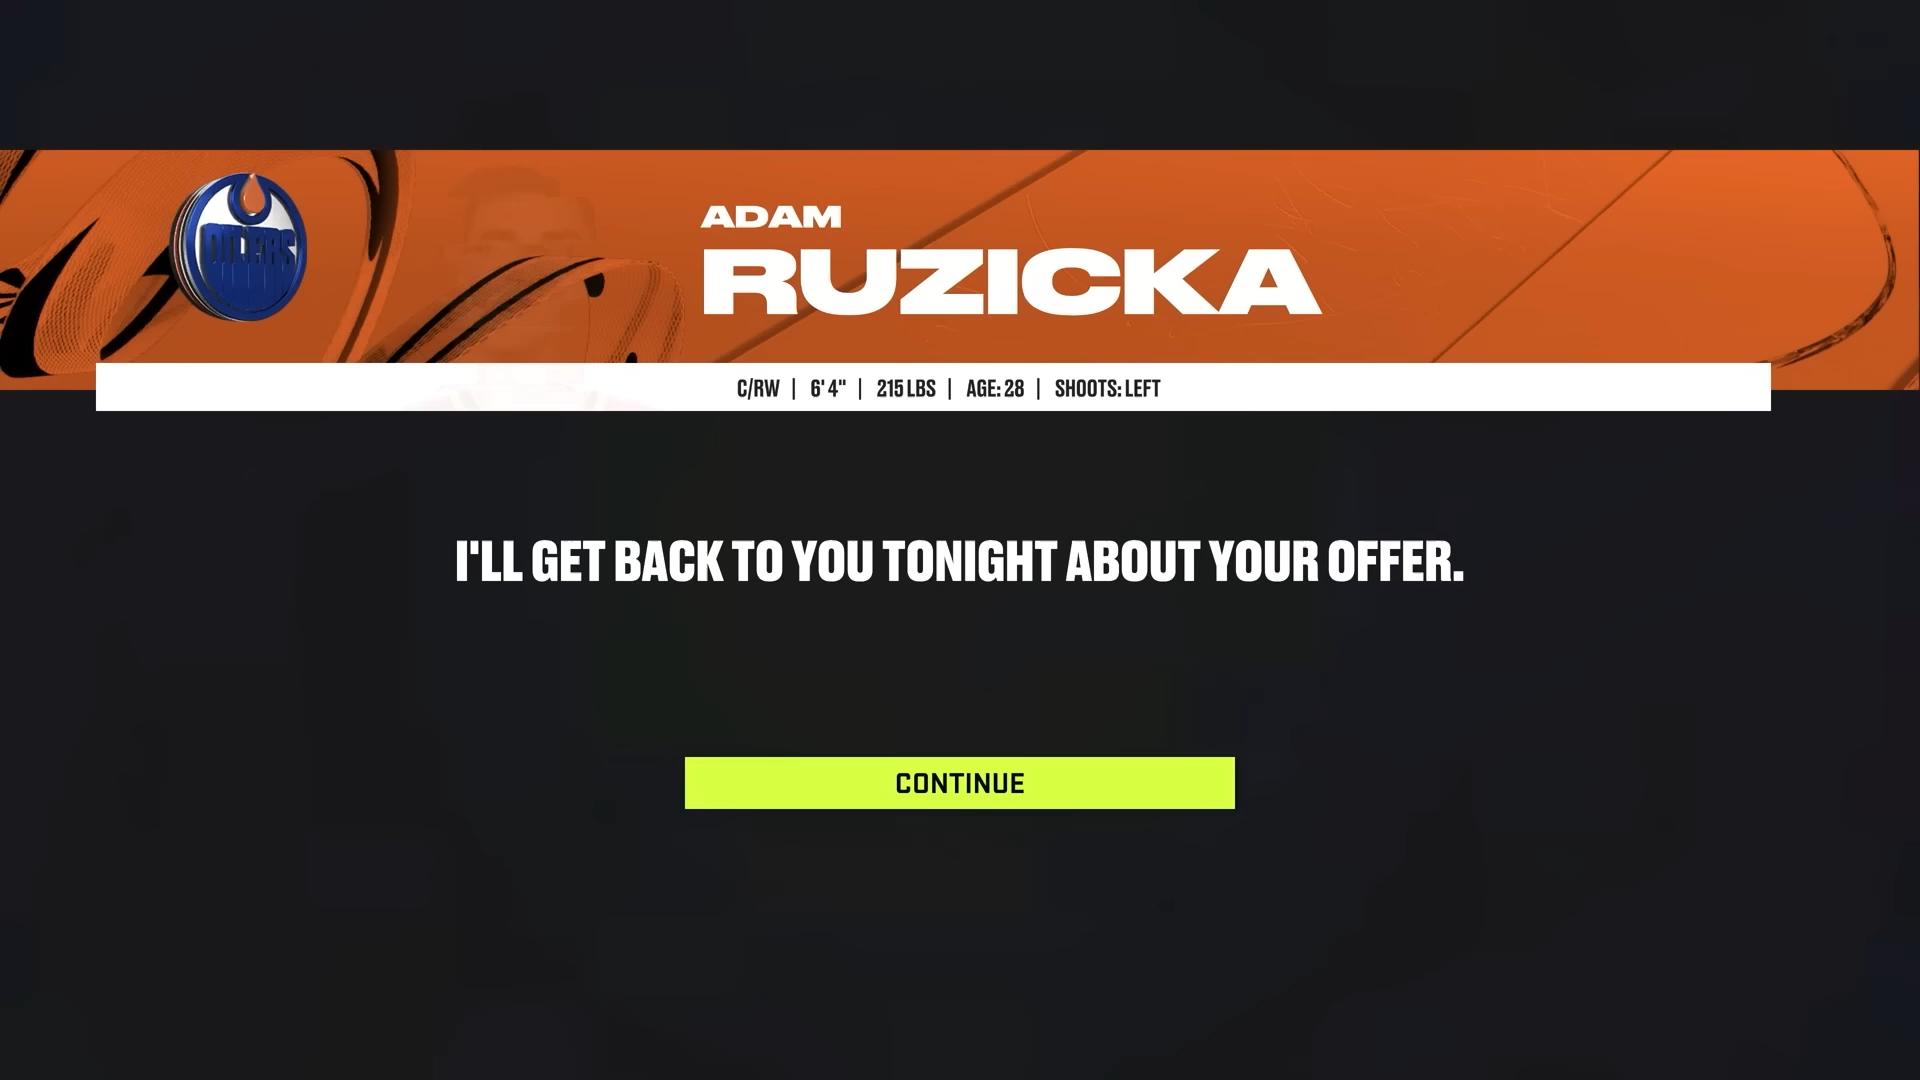 OILERS
ADAM
RUZICKA
C/RW | 6' 4" | 215 LBS | AGE: 28 | SHOOTS: LEFT
I'LL GET BACK TO YOU TONIGHT ABOUT YOUR OFFER.
CONTINUE